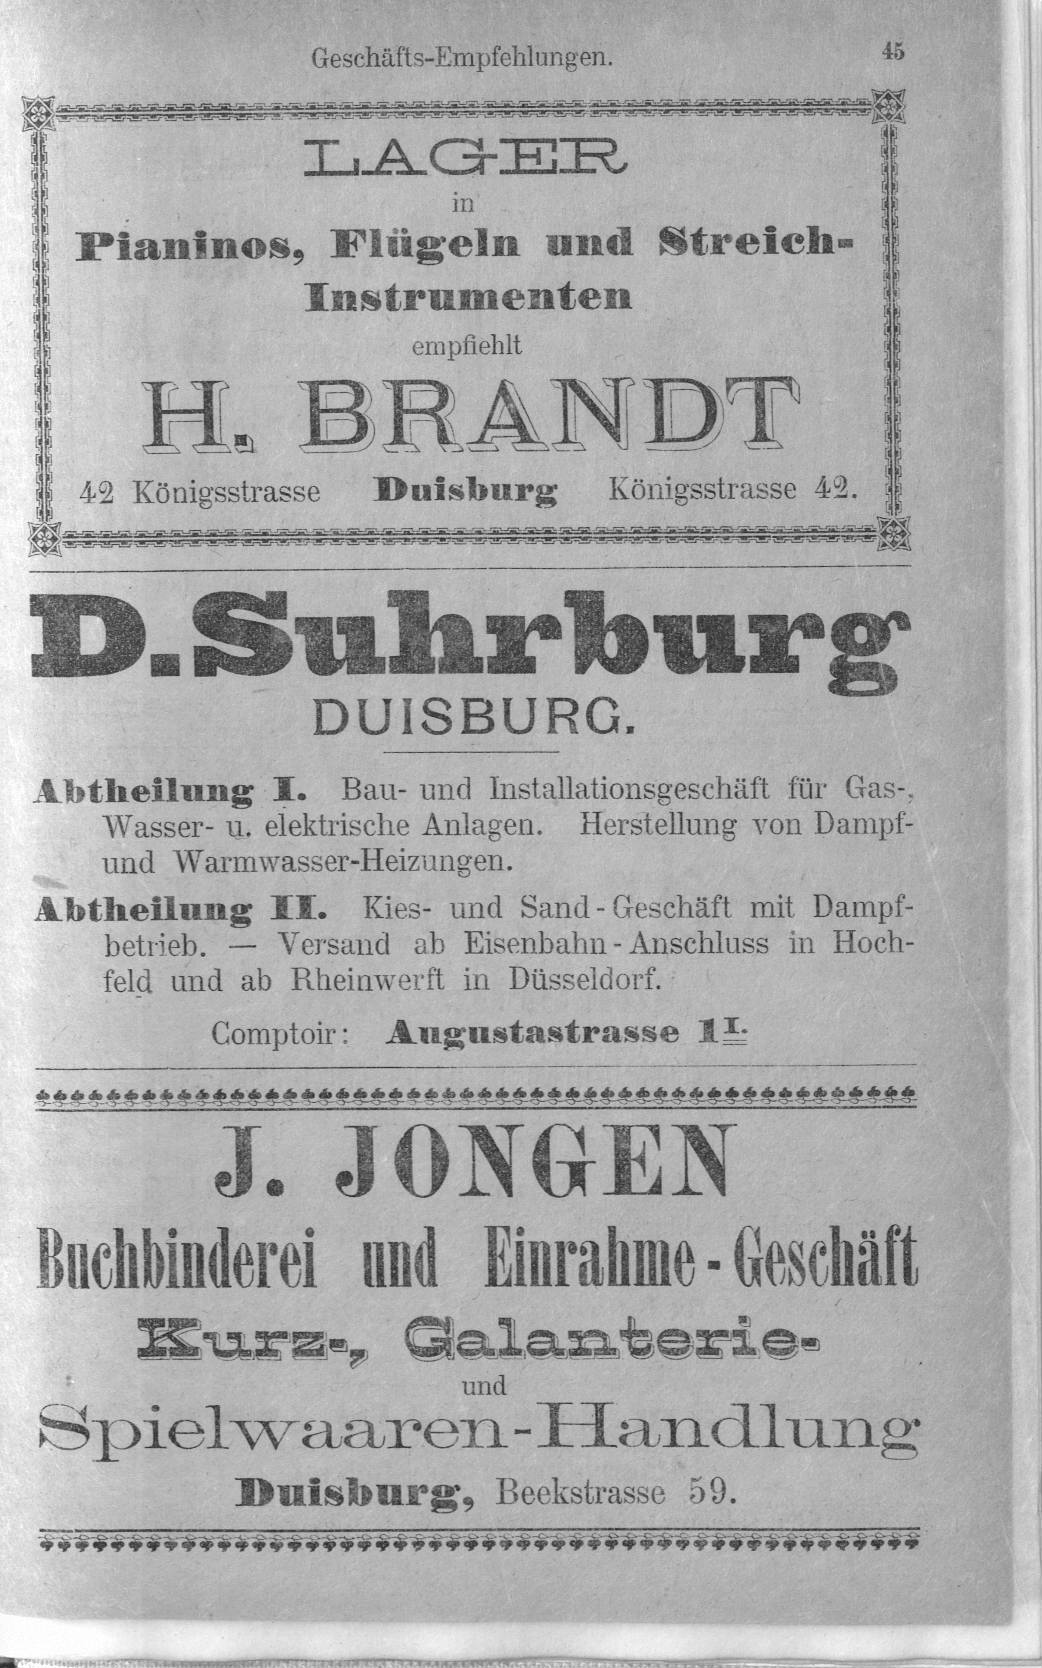 Geschäfts-Empfehlungen. 45
LAGER
in
Pianinos, Flügeln und Streich-
Instrumenten
empfiehlt
H. BRANDT
42 Königsstrasse Duisburg Königsstrasse 42.
D. Suhrburg
DUISBURG.
Abtheilung I. Bau- und Installationsgeschäft für Gas-,
Wasser- u. elektrische Anlagen. Herstellung von Dampf-
und Warmwasser-Heizungen.
Abtheilung II. Kies- und Sand-Geschäft mit Dampf-
betrieb. — Versand ab Eisenbahn-Anschluss in Hoch-
feld und ab Rheinwerft in Düsseldorf.
Comptoir: Augustastrasse 1 I.
J. JONGEN
Buchbinderei und Einrahme-Geschäft
Kurz-, Galanterie-
und
Spielwaaren-Handlung
Duisburg, Beekstrasse 59.